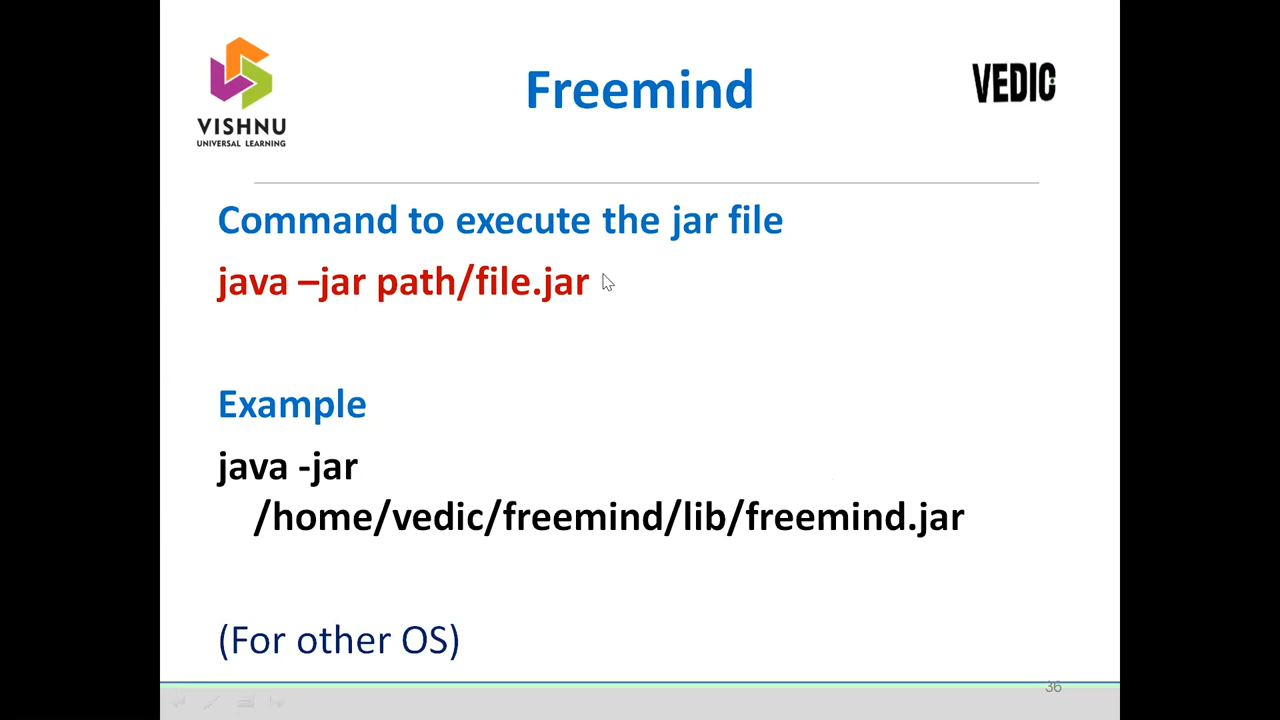 VISHNU
UNIVERSAL LEARNING
Freemind
VEDIC
Command to execute the jar file
java –jar path/file.jar
Example
java -jar
/home/vedic/freemind/lib/freemind.jar
(For other OS)
36